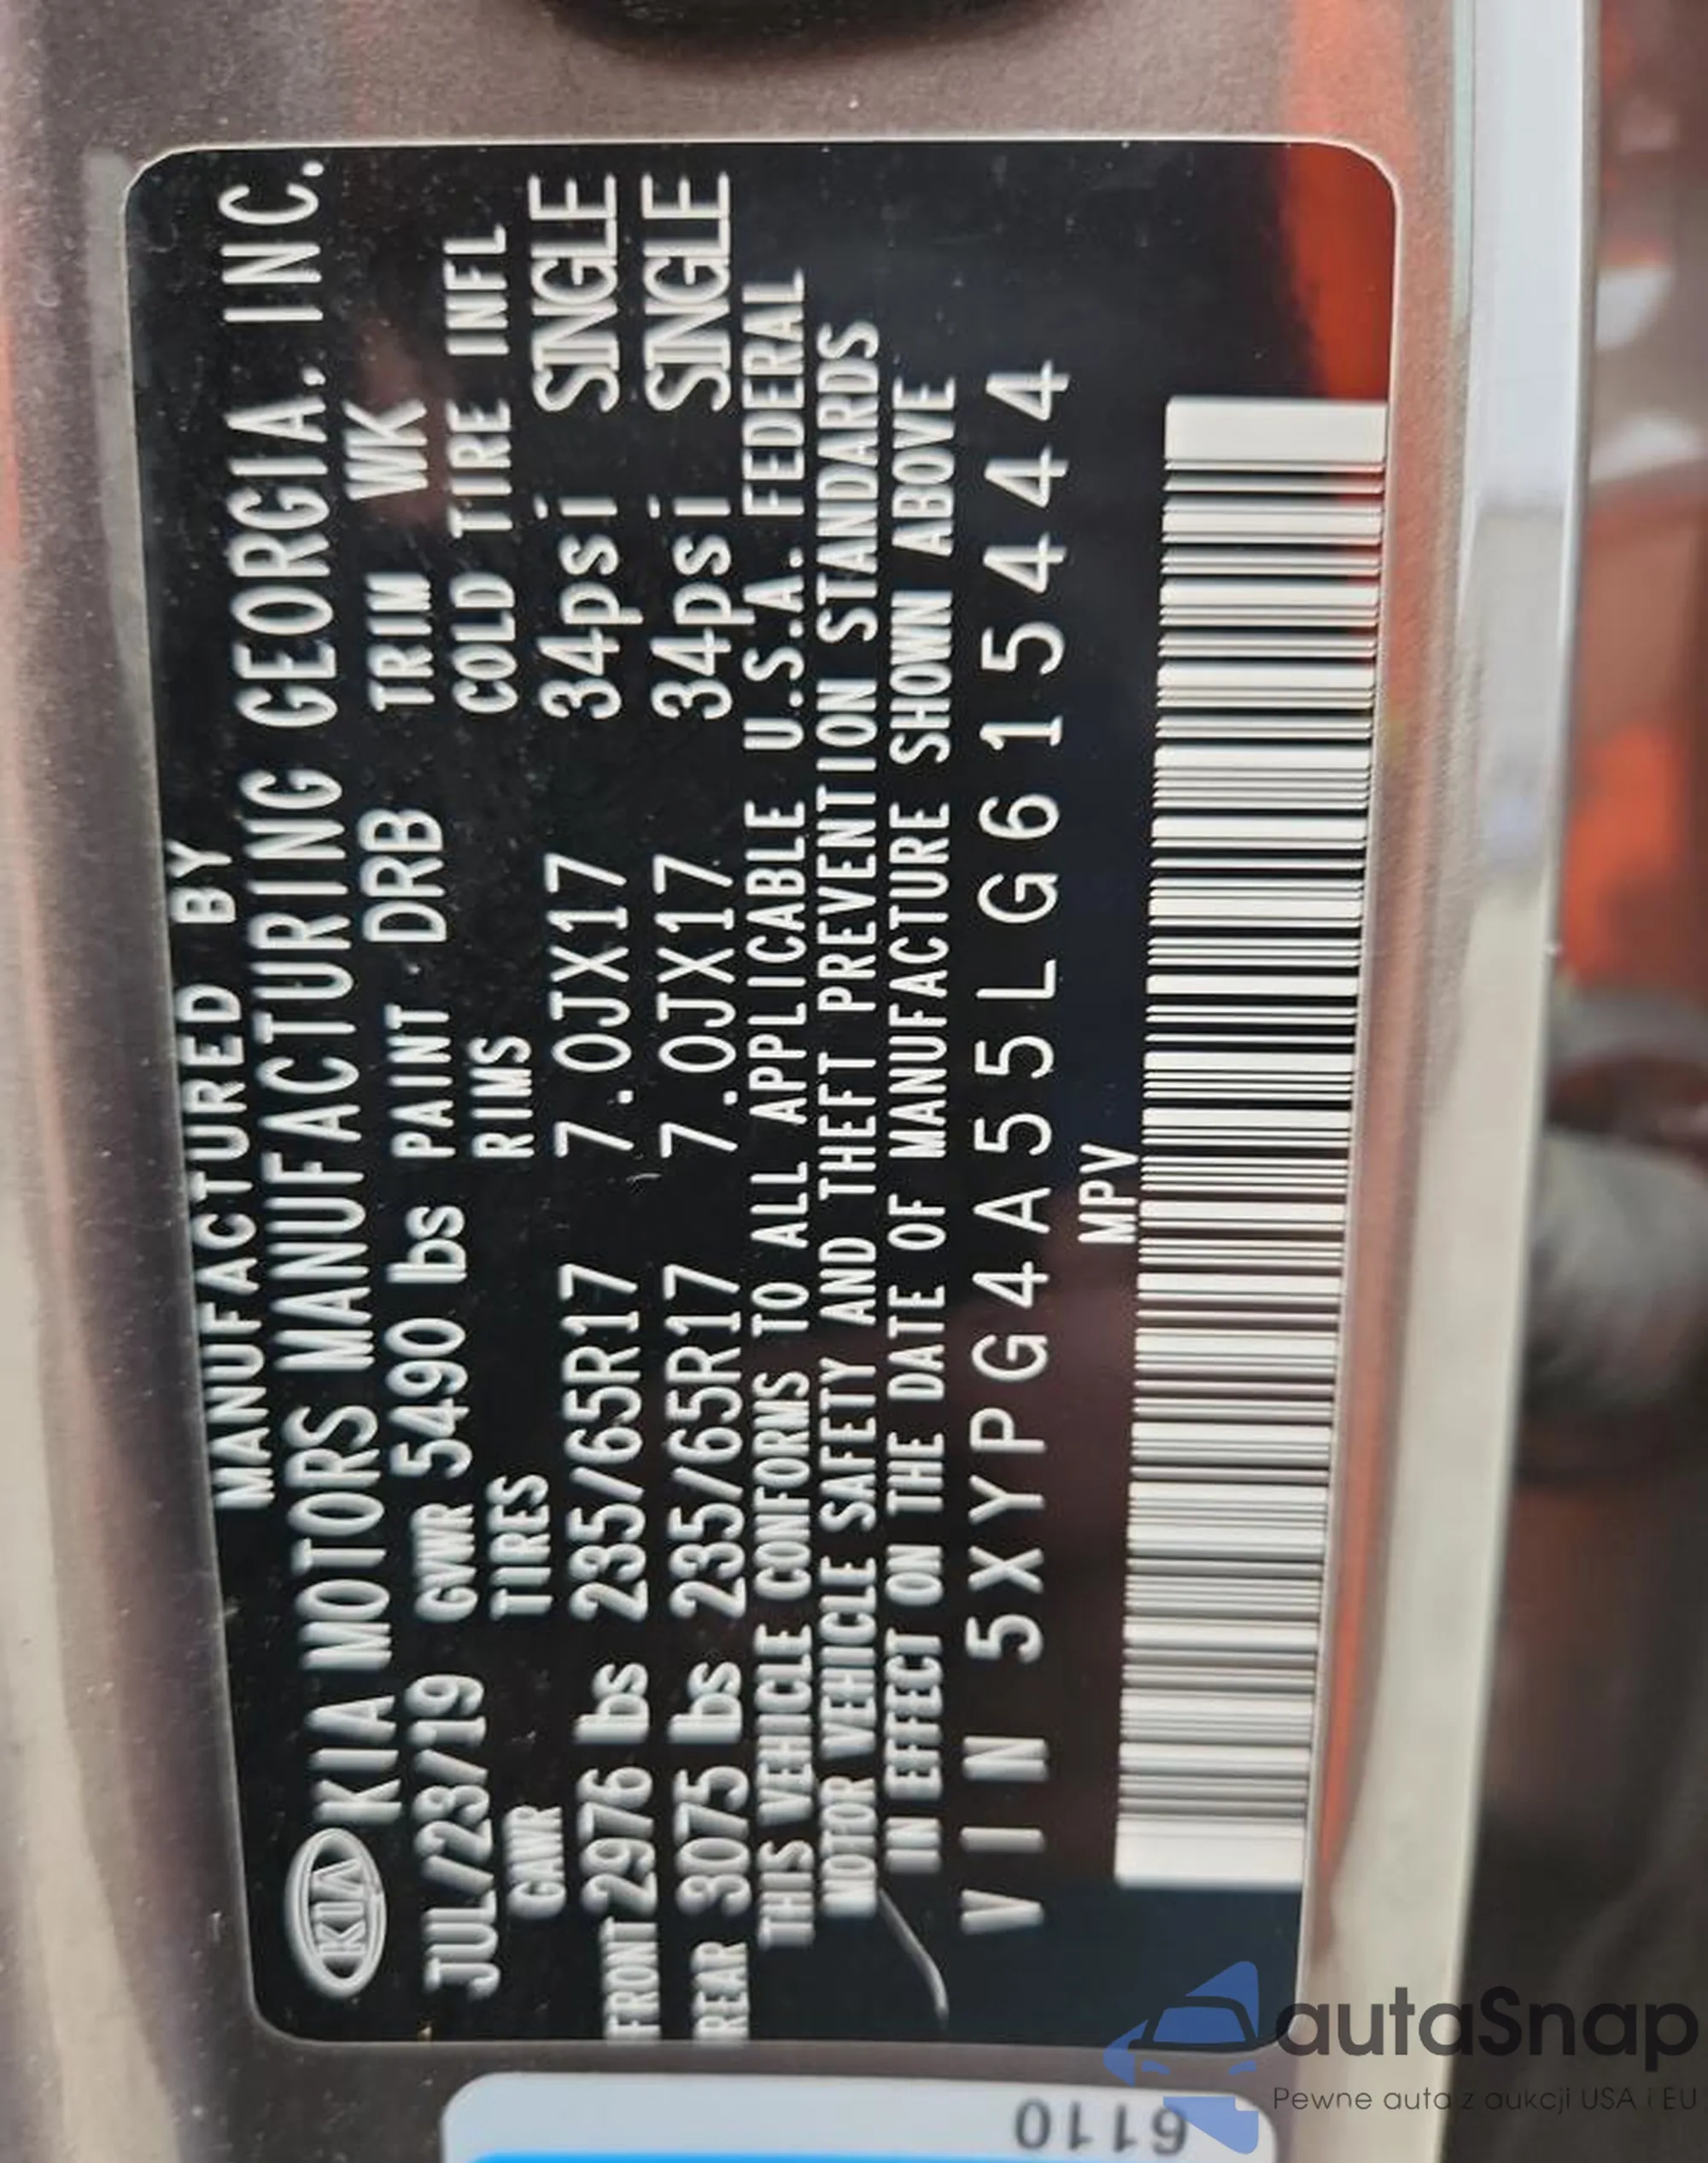 MANUFACTURED BY
KIA KIA MOTORS MANUFACTURING GEORGIA, INC.
JUL/23/19 GVWR 5490 lbs PAINT DRB TRIM WK
GAWR TIRES RIMS COLD TIRE INFL
FRONT 2976 lbs 235/65R17 7.0JX17 34psi SINGLE
REAR 3075 lbs 235/65R17 7.0JX17 34psi SINGLE
THIS VEHICLE CONFORMS TO ALL APPLICABLE U.S.A. FEDERAL
MOTOR VEHICLE SAFETY AND THEFT PREVENTION STANDARDS
IN EFFECT ON THE DATE OF MANUFACTURE SHOWN ABOVE
VIN 5XYPG4A55LG615444
MPV
6110
autaSnap
Pewne auta z aukcji USA i EU